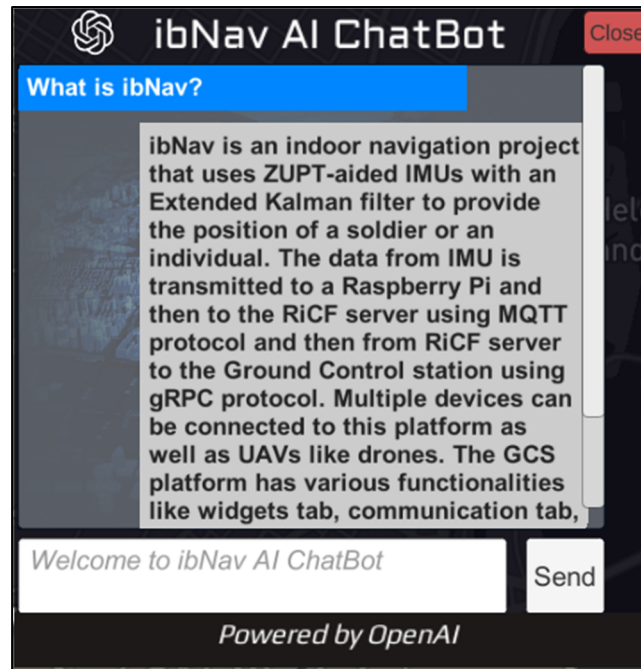 ibNav AI ChatBot
Close
What is ibNav?
ibNav is an indoor navigation project
that uses ZUPT-aided IMUs with an
Extended Kalman filter to provide
the position of a soldier or an
individual. The data from IMU is
transmitted to a Raspberry Pi and
then to the RiCF server using MQTT
protocol and then from RiCF server
to the Ground Control station using
gRPC protocol. Multiple devices can
be connected to this platform as
well as UAVs like drones. The GCS
platform has various functionalities
like widgets tab, communication tab,
Welcome to ibNav AI ChatBot
Send
Powered by OpenAI